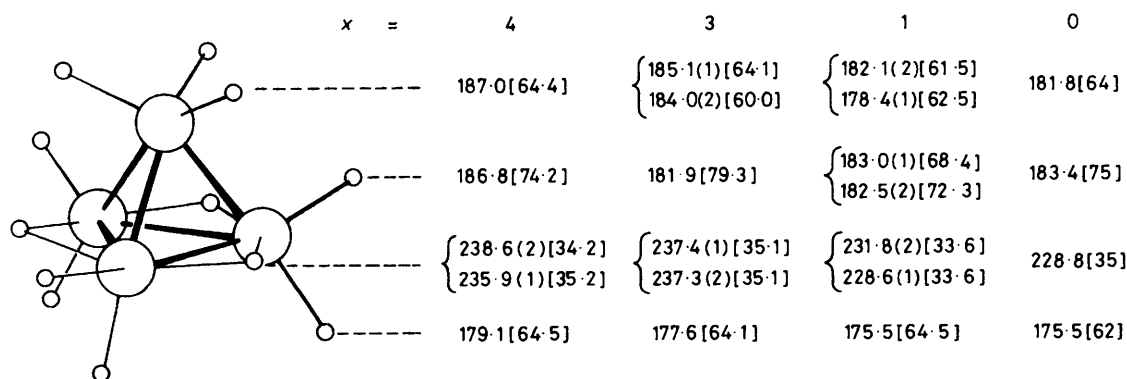 x = 4 3 1 0
187·0[64·4] 185·1(1)[64·1] 182·1(2)[61·5] 181·8[64]
184·0(2)[60·0] 178·4(1)[62·5]
186·8[74·2] 181·9[79·3] 183·0(1)[68·4] 183·4[75]
182·5(2)[72·3]
238·6(2)[34·2] 237·4(1)[35·1] 231·8(2)[33·6] 228·8[35]
235·9(1)[35·2] 237·3(2)[35·1] 228·6(1)[33·6]
179·1[64·5] 177·6[64·1] 175·5[64·5] 175·5[62]